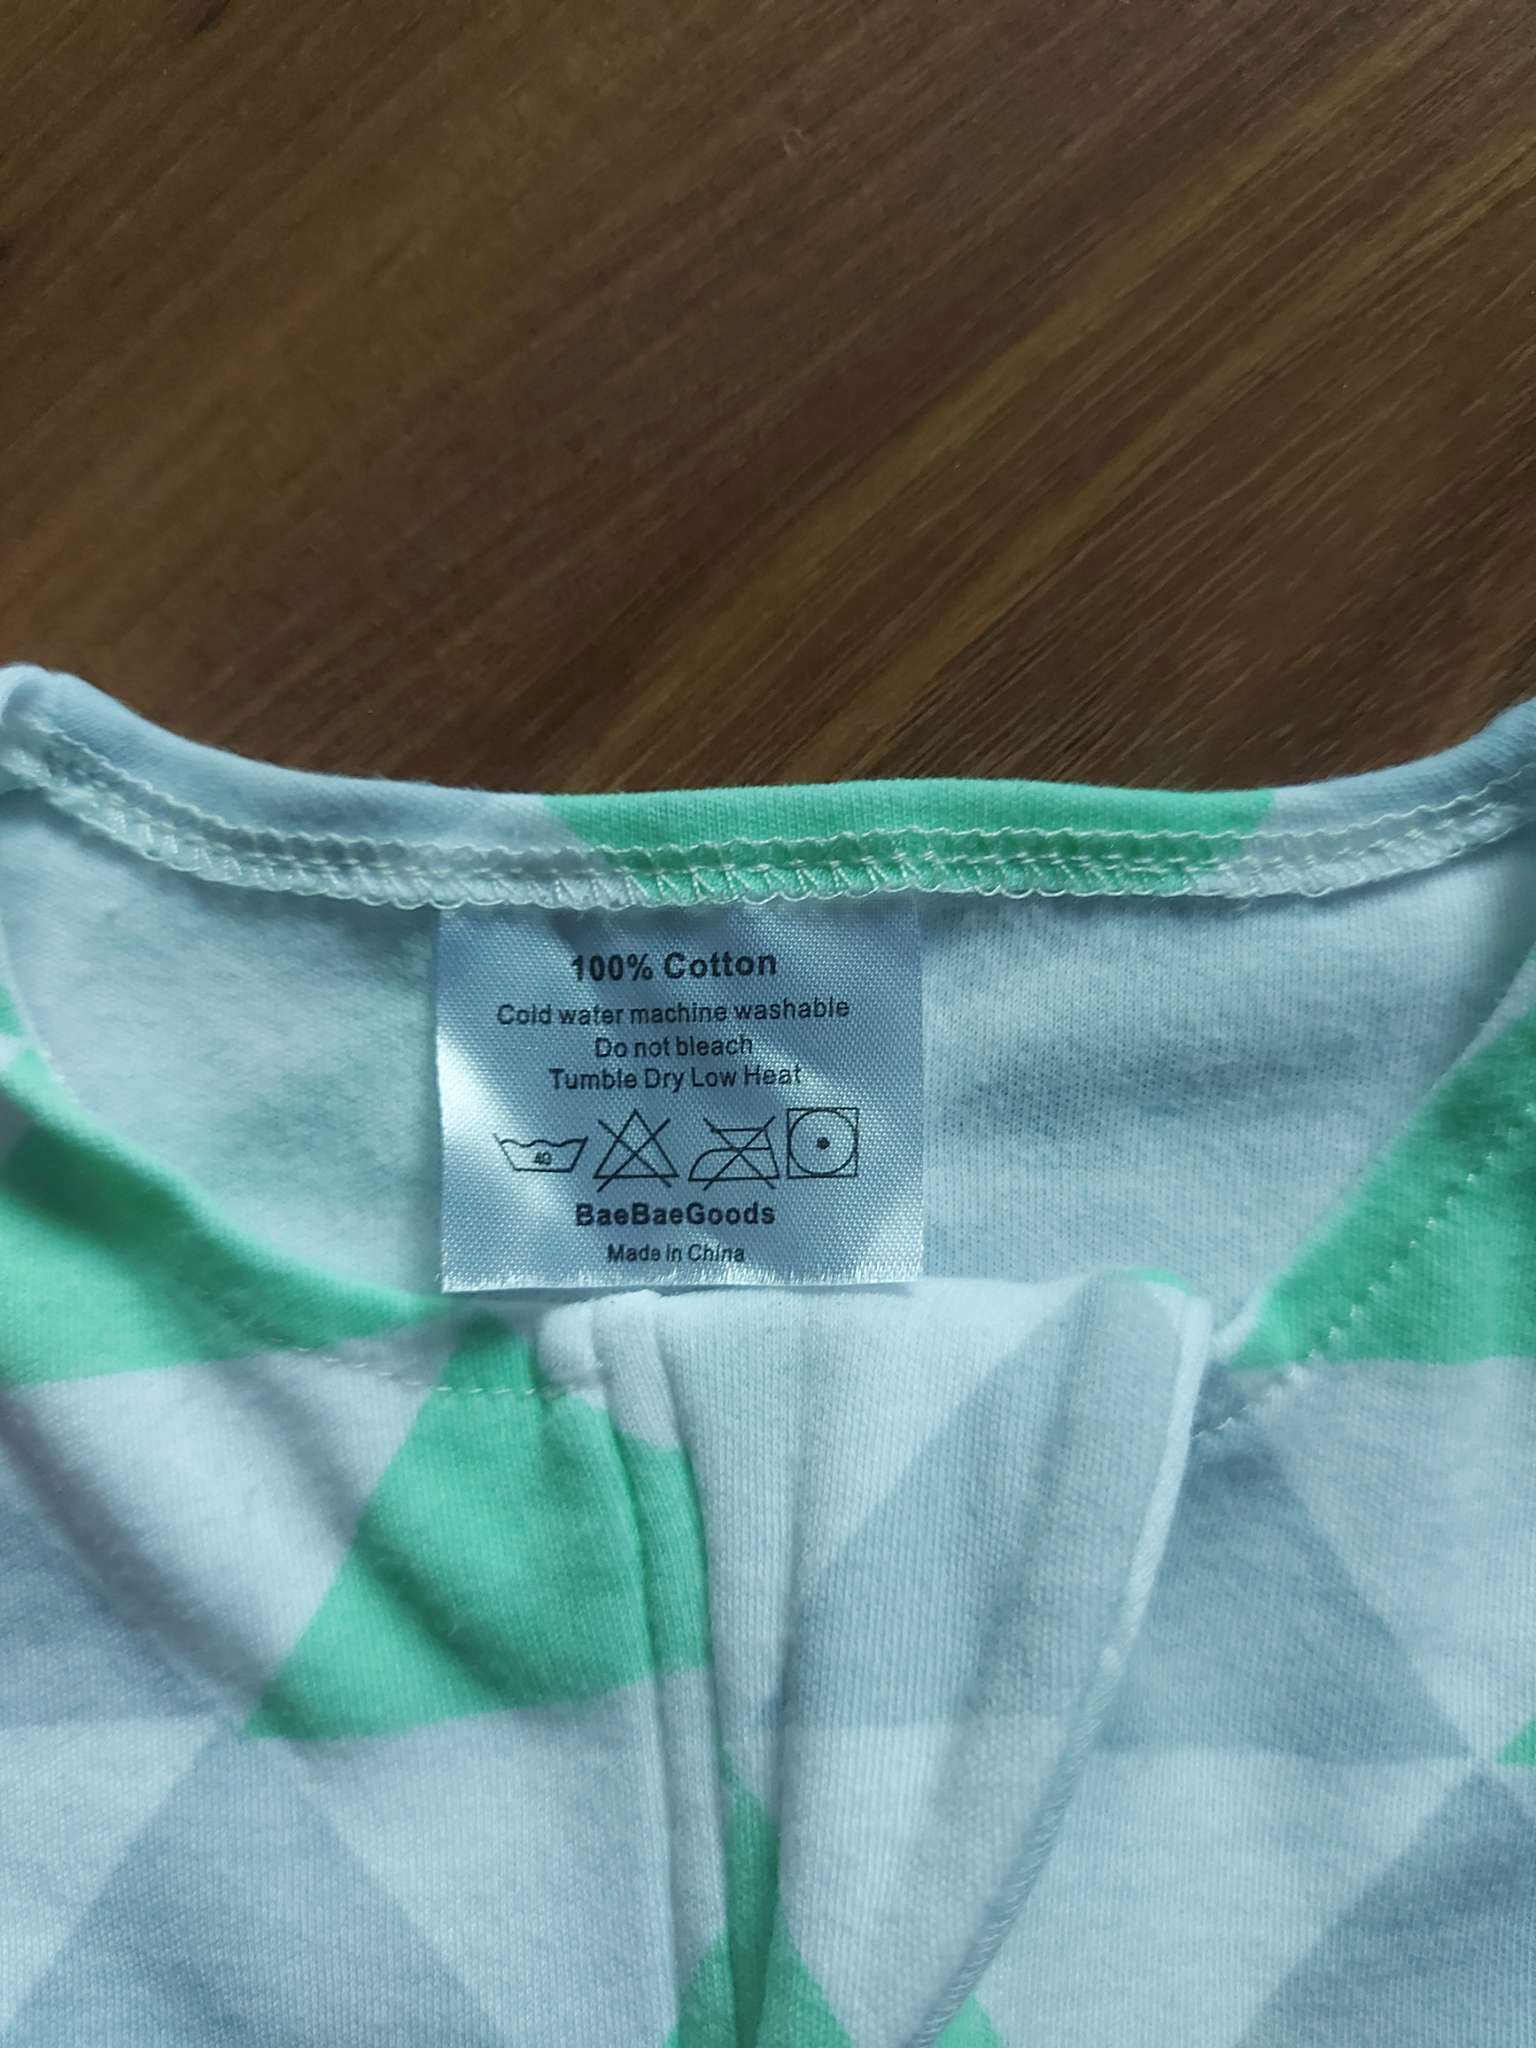 100% Cotton
Cold water machine washable
Do not bleach
Tumble Dry Low Heat
40
BaeBaeGoods
Made in China